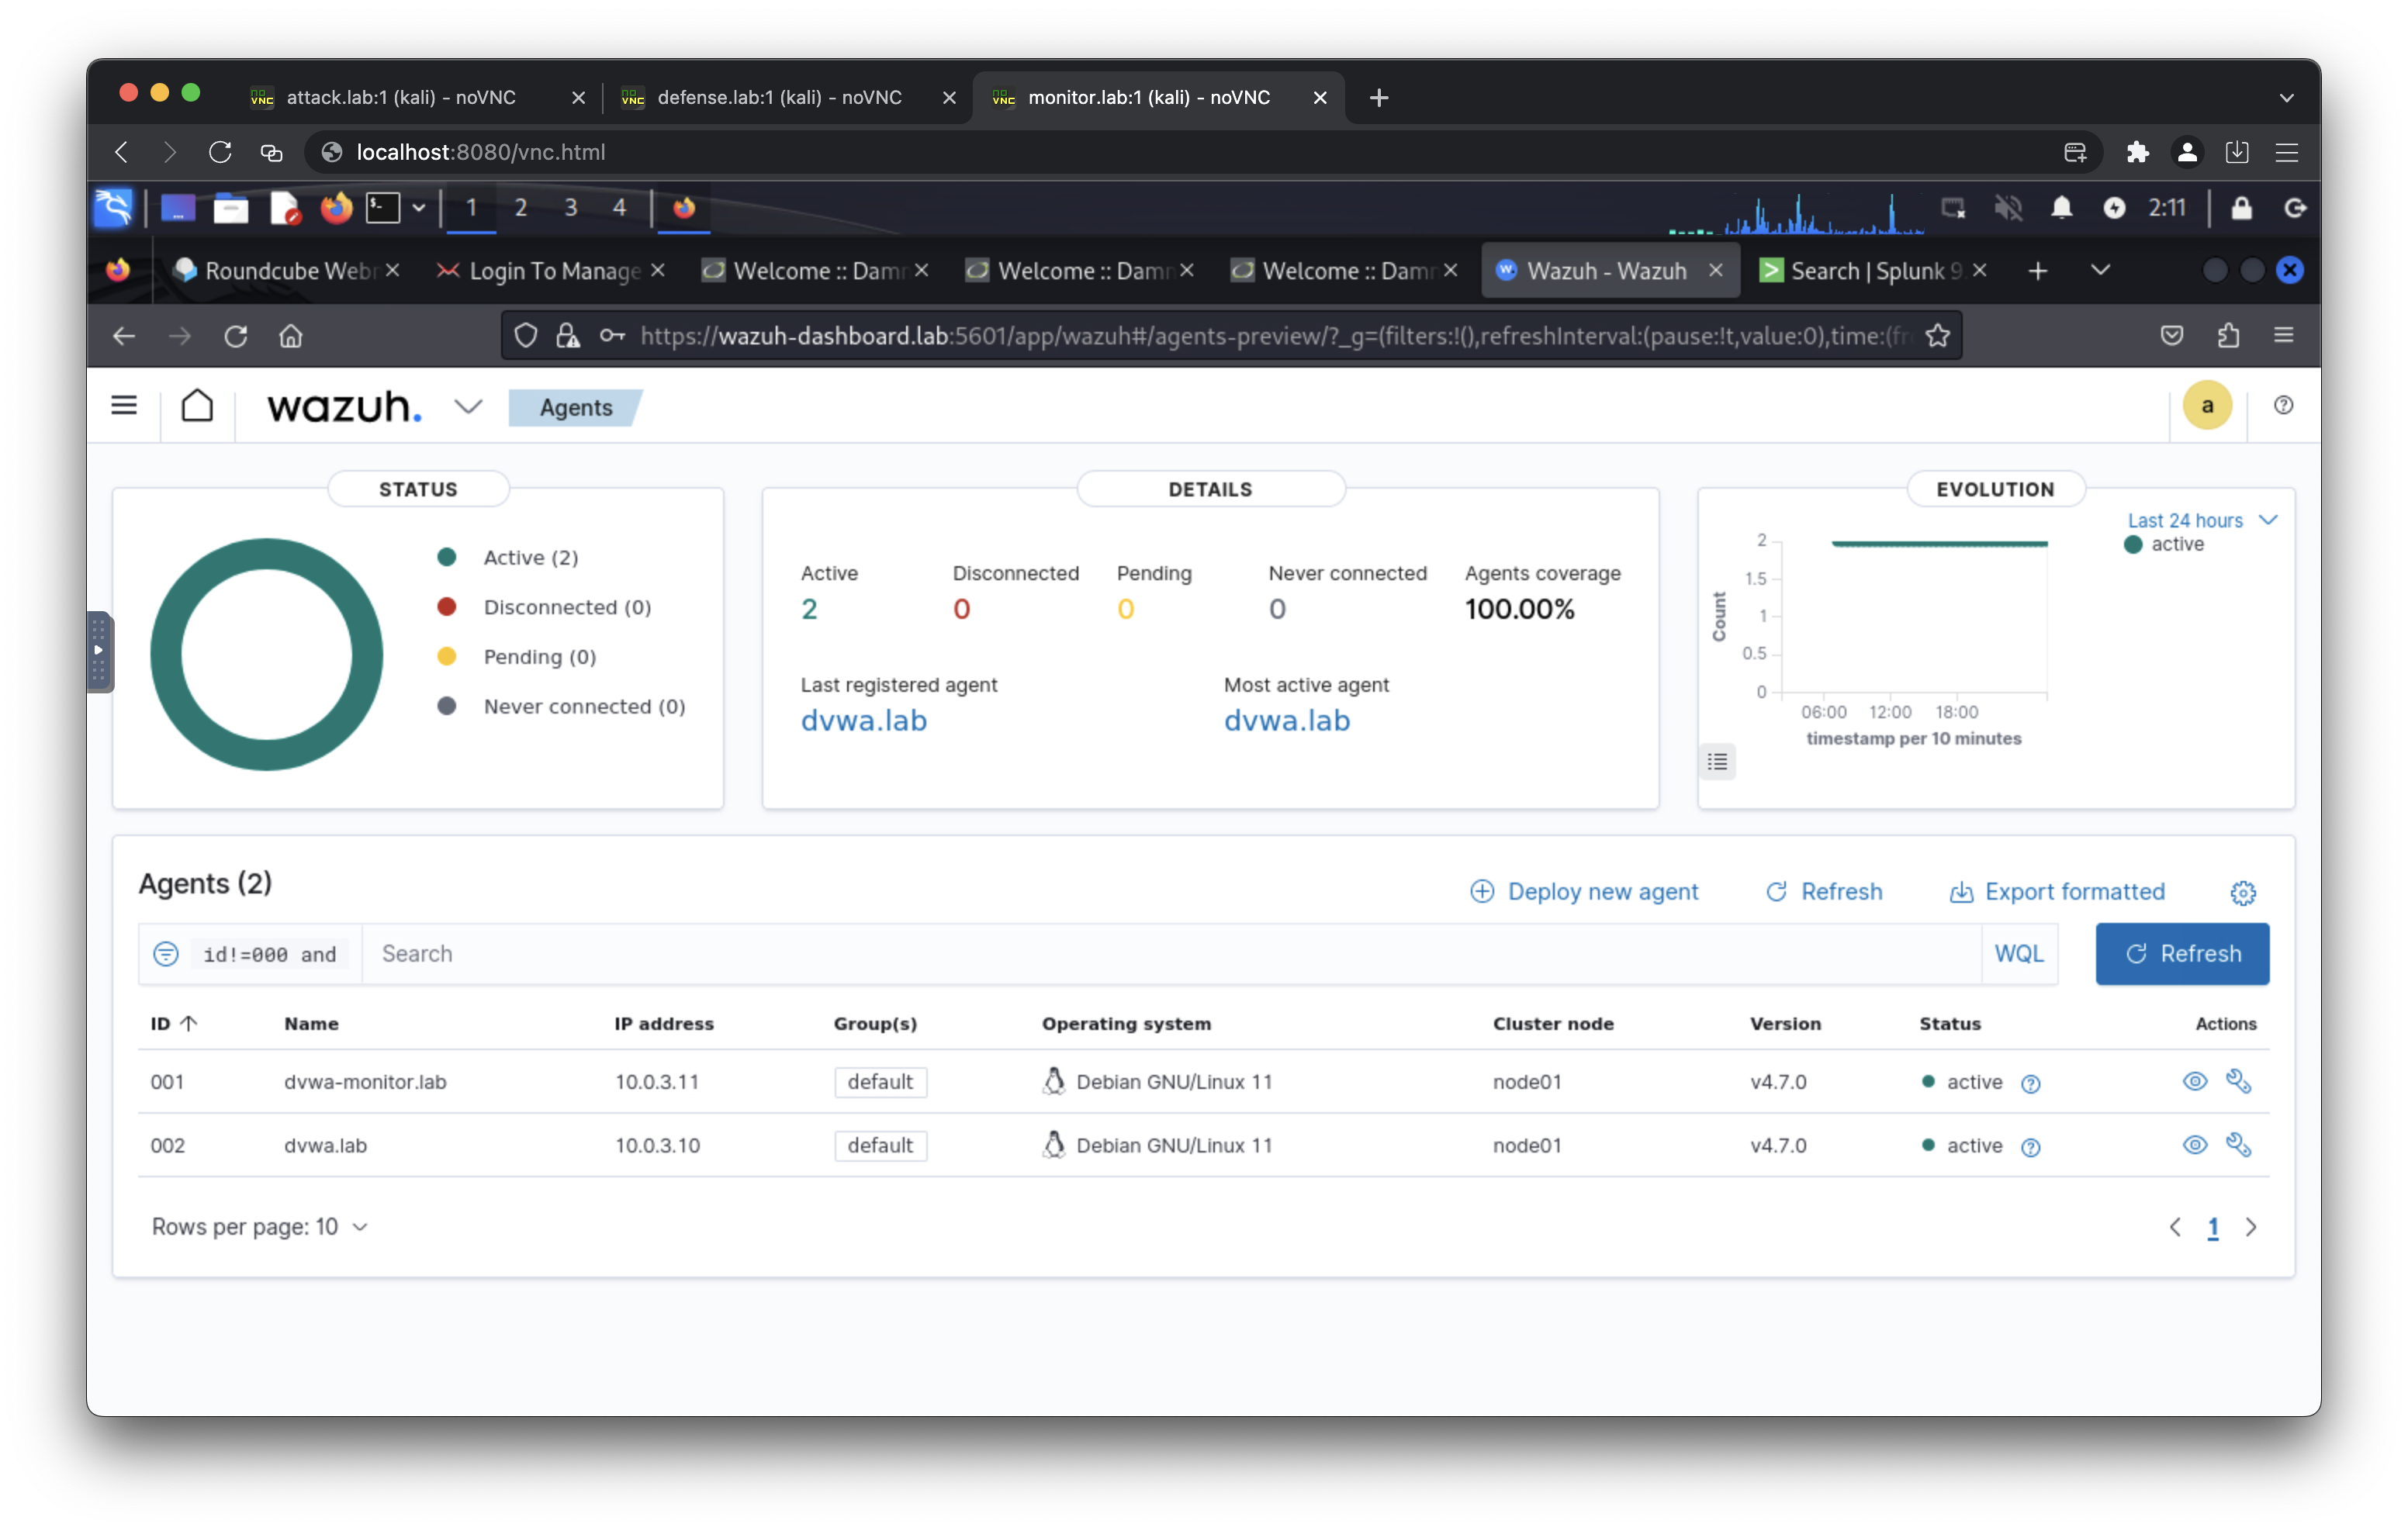 attack.lab:1 (kali) - noVNC
defense.lab:1 (kali) - noVNC
monitor.lab:1 (kali) - noVNC
localhost:8080/vnc.html
1 2 3 4
2:11
Roundcube Webr
Login To Manage
Welcome :: Damn
Welcome :: Damn
Welcome :: Damn
Wazuh - Wazuh
Search | Splunk 9.
https://wazuh-dashboard.lab:5601/app/wazuh#/agents-preview/?_g=(filters:!(),refreshInterval:(pause:!t,value:0),time:(fr
wazuh.
Agents
a
STATUS
Active (2)
Disconnected (0)
Pending (0)
Never connected (0)
DETAILS
Active Disconnected Pending Never connected Agents coverage
2 0 0 0 100.00%
Last registered agent Most active agent
dvwa.lab dvwa.lab
EVOLUTION
Last 24 hours
active
Count
2
1.5
1
0.5
0
06:00 12:00 18:00
timestamp per 10 minutes
Agents (2)
Deploy new agent Refresh Export formatted
id!=000 and Search WQL Refresh
ID Name IP address Group(s) Operating system Cluster node Version Status Actions
001 dvwa-monitor.lab 10.0.3.11 default Debian GNU/Linux 11 node01 v4.7.0 active
002 dvwa.lab 10.0.3.10 default Debian GNU/Linux 11 node01 v4.7.0 active
Rows per page: 10
1